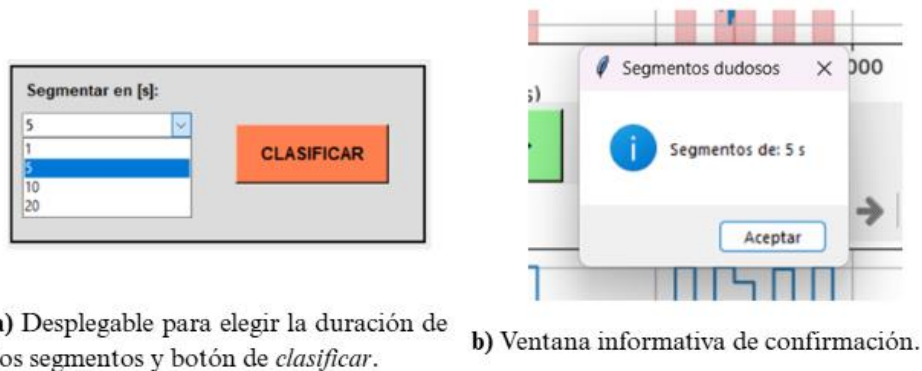 Segmentar en [s]:
5
1
5
10
20
CLASIFICAR
Segmentos dudosos
000
s)
Segmentos de: 5 s
Aceptar
a) Desplegable para elegir la duración de
os segmentos y botón de clasificar.
b) Ventana informativa de confirmación.